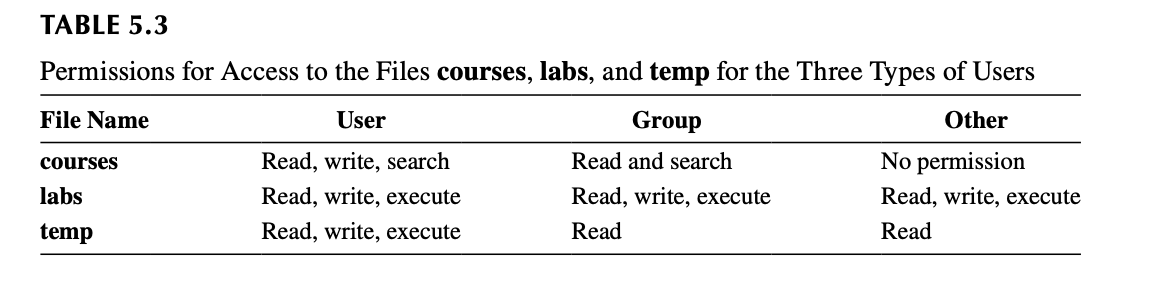 TABLE 5.3
Permissions for Access to the Files courses, labs, and temp for the Three Types of Users
File Name User Group Other
courses Read, write, search Read and search No permission
labs Read, write, execute Read, write, execute Read, write, execute
temp Read, write, execute Read Read